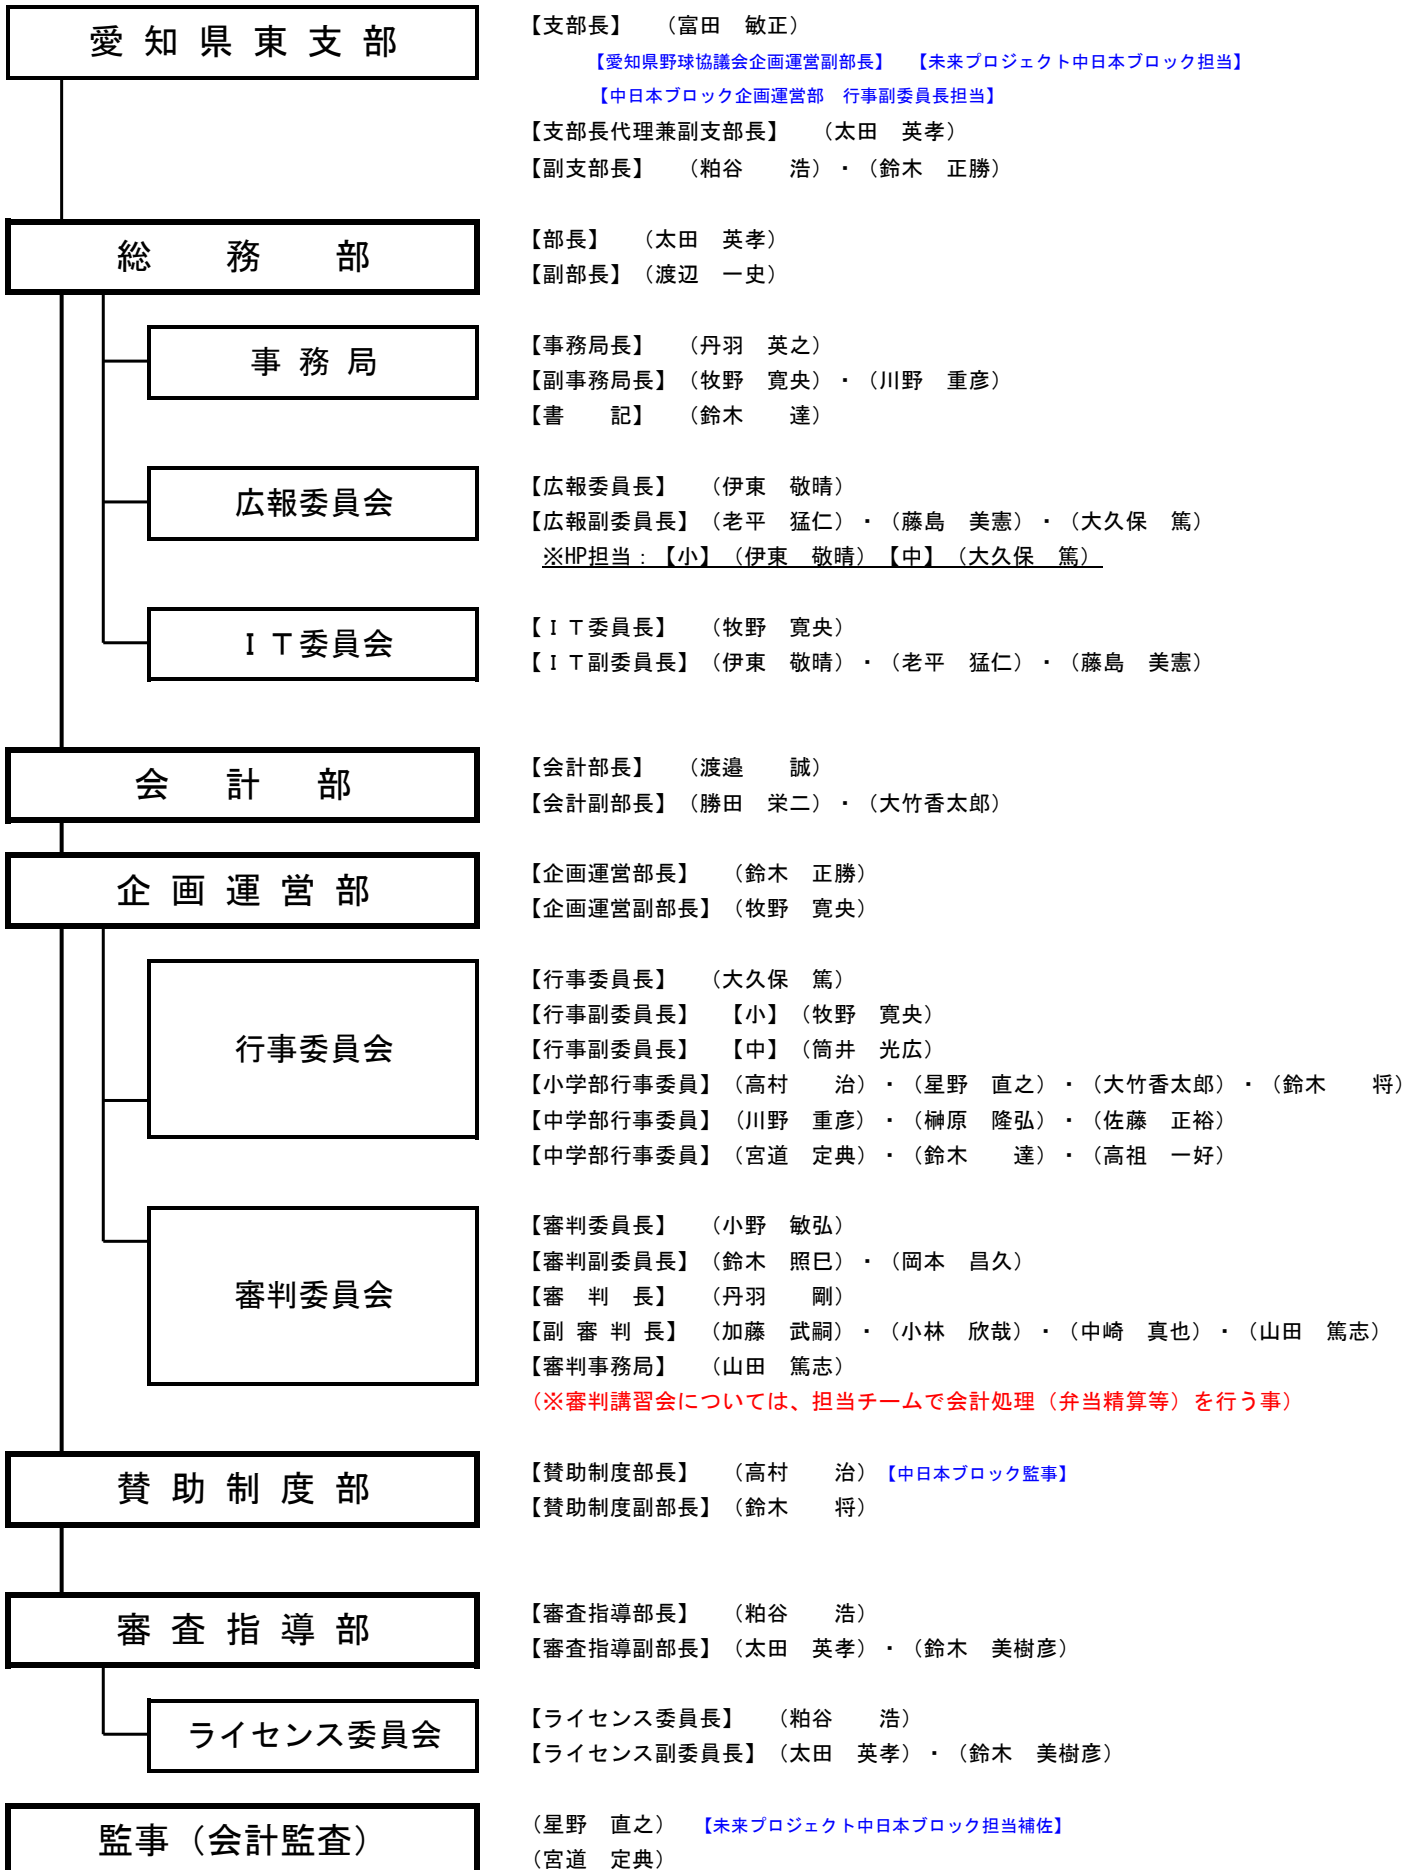 愛知県東支部
【支部長】　（富田　敏正）
【愛知県野球協議会企画運営副部長】　【未来プロジェクト中日本ブロック担当】
【中日本ブロック企画運営部　行事副委員長担当】
【支部長代理兼副支部長】　（太田　英孝）
【副支部長】　（粕谷　　浩）・（鈴木　正勝）
総務部
【部長】　（太田　英孝）
【副部長】（渡辺　一史）
事務局
【事務局長】　（丹羽　英之）
【副事務局長】（牧野　寛央）・（川野　重彦）
【書　　記】　（鈴木　　達）
広報委員会
【広報委員長】　（伊東　敬晴）
【広報副委員長】（老平　猛仁）・（藤島　美憲）・（大久保　篤）
※HP担当：【小】（伊東　敬晴）【中】（大久保　篤）
ＩＴ委員会
【ＩＴ委員長】　（牧野　寛央）
【ＩＴ副委員長】（伊東　敬晴）・（老平　猛仁）・（藤島　美憲）
会計部
【会計部長】　（渡邉　　誠）
【会計副部長】（勝田　栄二）・（大竹香太郎）
企画運営部
【企画運営部長】　（鈴木　正勝）
【企画運営副部長】（牧野　寛央）
行事委員会
【行事委員長】　（大久保　篤）
【行事副委員長】　【小】（牧野　寛央）
【行事副委員長】　【中】（筒井　光広）
【小学部行事委員】（高村　　治）・（星野　直之）・（大竹香太郎）・（鈴木　　将）
【中学部行事委員】（川野　重彦）・（榊原　隆弘）・（佐藤　正裕）
【中学部行事委員】（宮道　定典）・（鈴木　　達）・（高祖　一好）
審判委員会
【審判委員長】　（小野　敏弘）
【審判副委員長】（鈴木　照巳）・（岡本　昌久）
【審　判　長】　（丹羽　　剛）
【副 審 判 長】　（加藤　武嗣）・（小林　欣哉）・（中崎　真也）・（山田　篤志）
【審判事務局】　（山田　篤志）
（※審判講習会については、担当チームで会計処理（弁当精算等）を行う事）
賛助制度部
【賛助制度部長】　（高村　　治）【中日本ブロック監事】
【賛助制度副部長】（鈴木　　将）
審査指導部
【審査指導部長】　（粕谷　　浩）
【審査指導副部長】（太田　英孝）・（鈴木　美樹彦）
ライセンス委員会
【ライセンス委員長】　（粕谷　　浩）
【ライセンス副委員長】（太田　英孝）・（鈴木　美樹彦）
監事（会計監査）
（星野　直之）　【未来プロジェクト中日本ブロック担当補佐】
（宮道　定典）